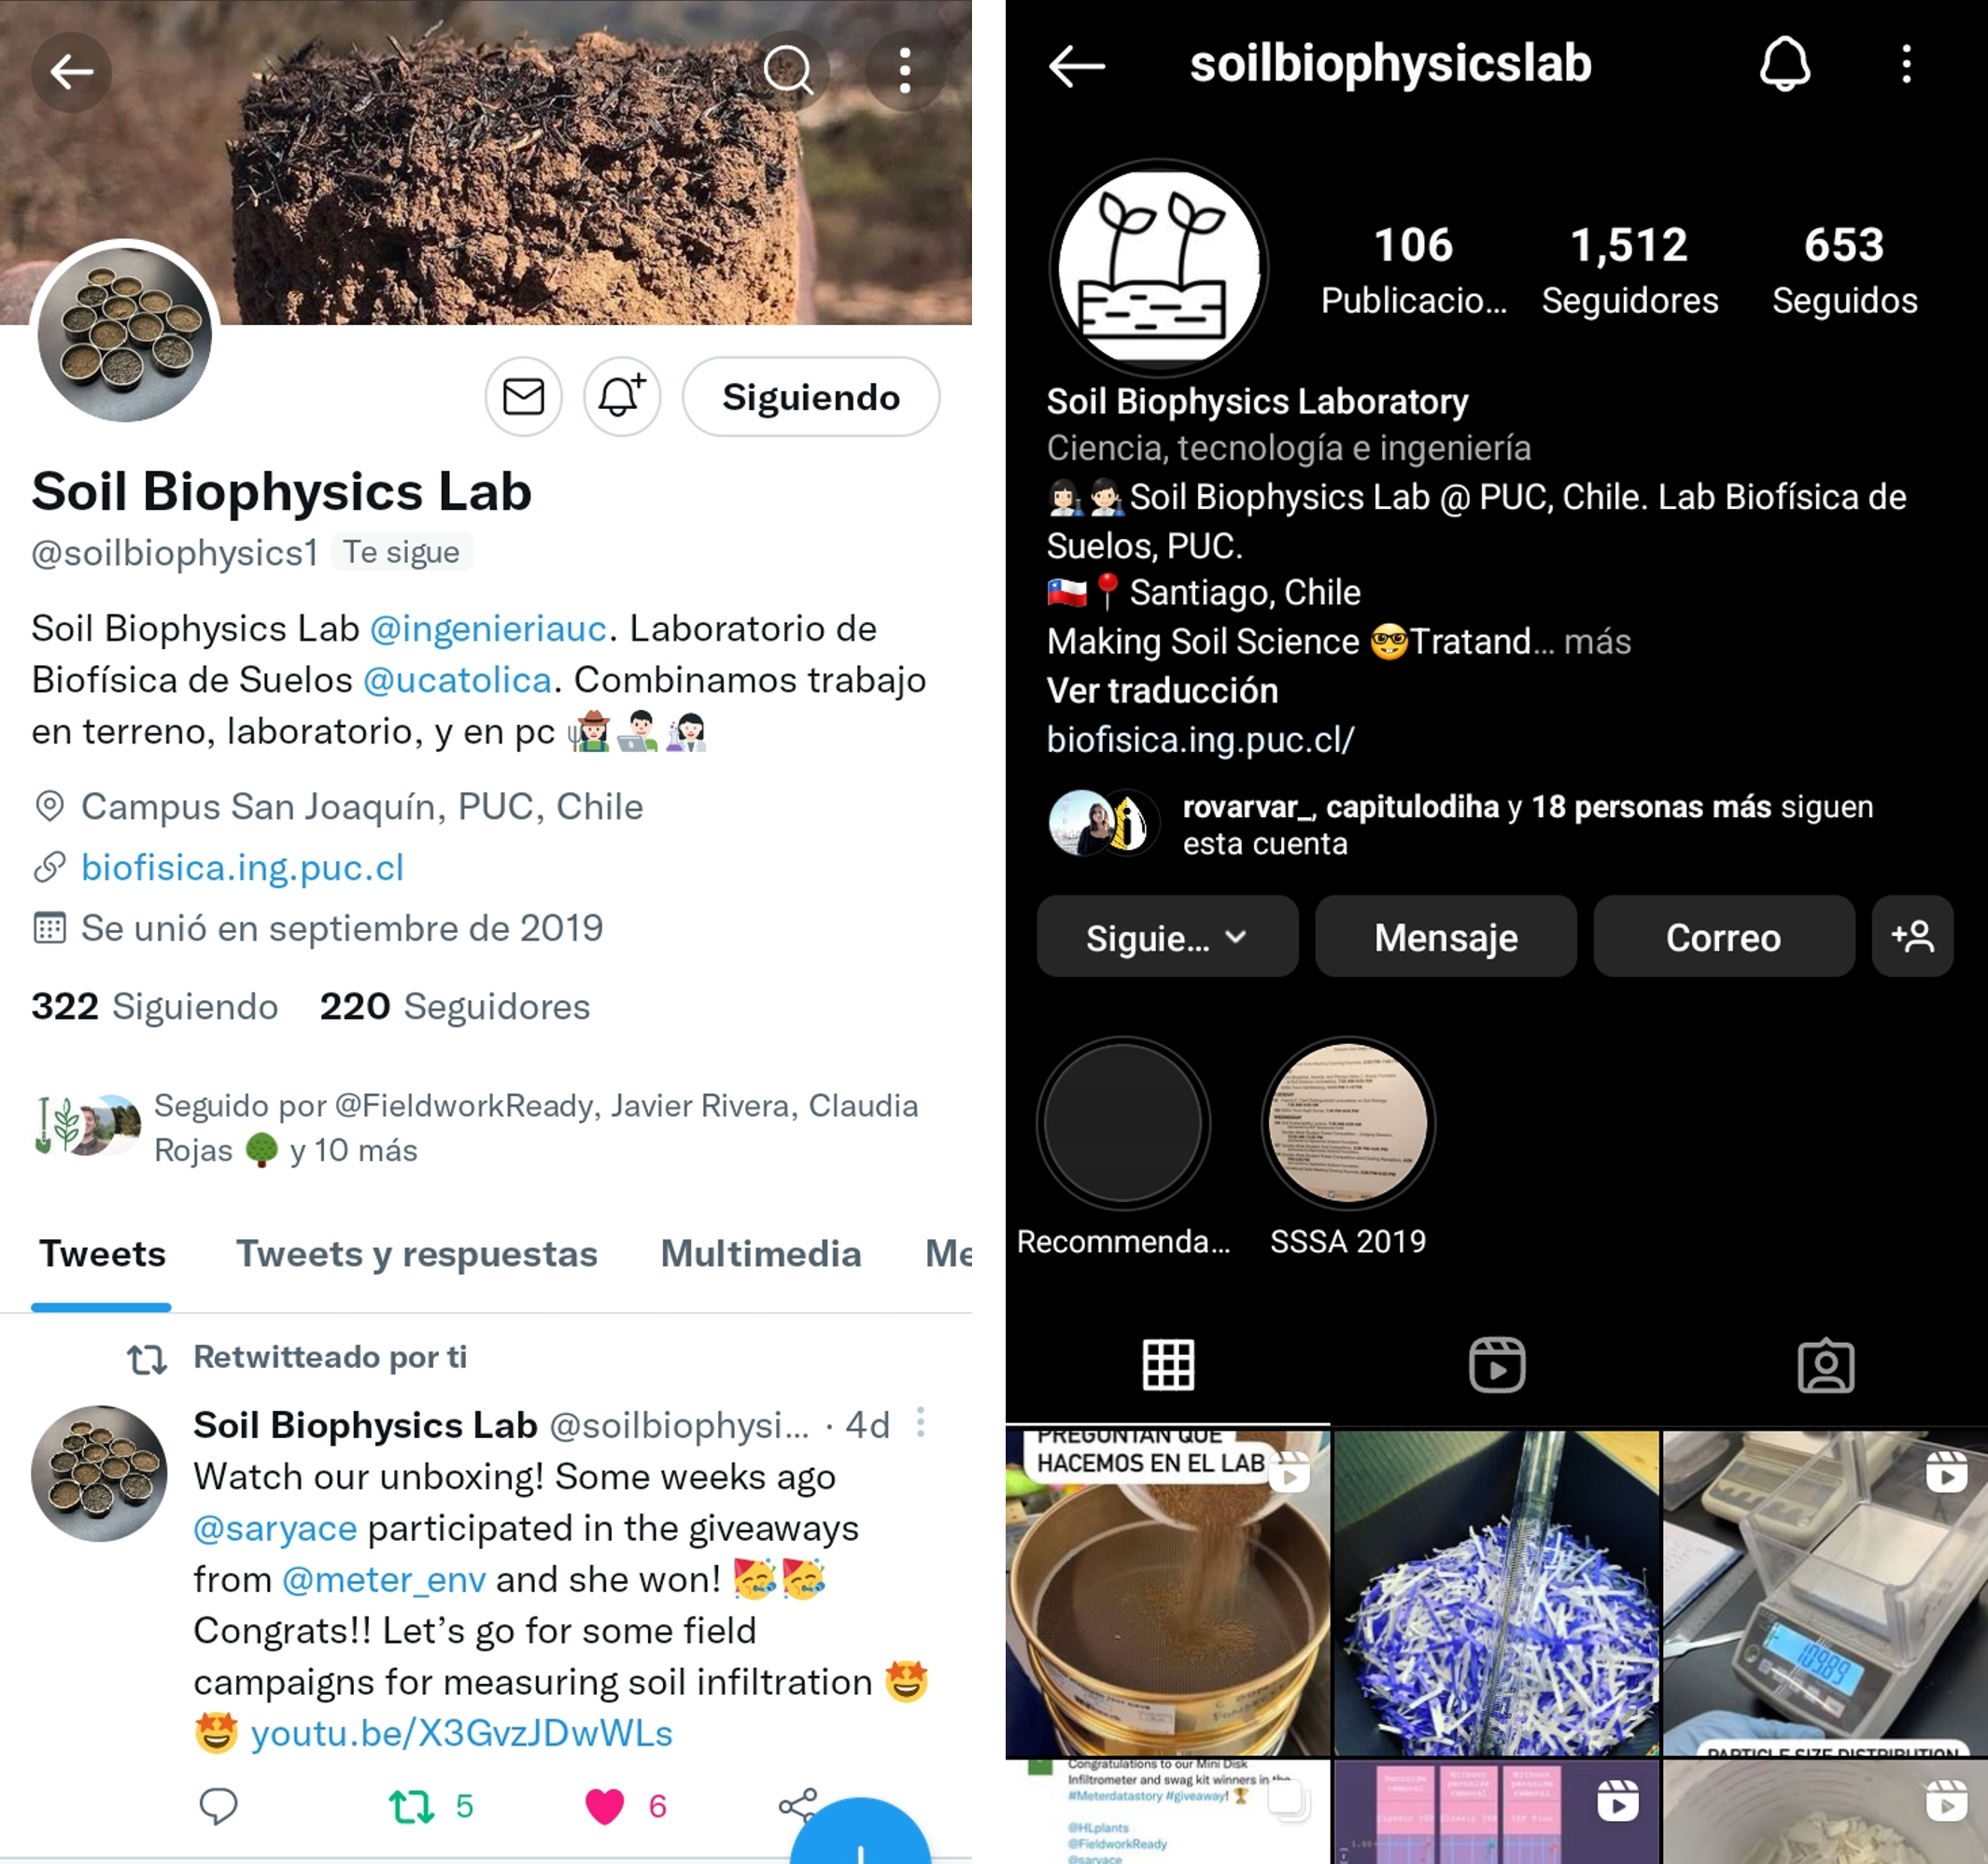 Siguiendo
Soil Biophysics Lab
@soilbiophysics1 Te sigue
Soil Biophysics Lab @ingenieriauc. Laboratorio de
Biofísica de Suelos @ucatolica. Combinamos trabajo
en terreno, laboratorio, y en pc
Campus San Joaquín, PUC, Chile
biofisica.ing.puc.cl
Se unió en septiembre de 2019
322 Siguiendo 220 Seguidores
Seguido por @FieldworkReady, Javier Rivera, Claudia
Rojas 🌳 y 10 más
Tweets Tweets y respuestas Multimedia Me
Retwitteado por ti
Soil Biophysics Lab @soilbiophysi... · 4d
Watch our unboxing! Some weeks ago
@saryace participated in the giveaways
from @meter_env and she won! 🥳🥳
Congrats!! Let’s go for some field
campaigns for measuring soil infiltration 🤩
🤩 youtu.be/X3GvzJDwWLs
5 6
soilbiophysicslab
106 1,512 653
Publicacio... Seguidores Seguidos
Soil Biophysics Laboratory
Ciencia, tecnología e ingeniería
Soil Biophysics Lab @ PUC, Chile. Lab Biofísica de
Suelos, PUC.
🇨🇱📍 Santiago, Chile
Making Soil Science 🤓Tratand... más
Ver traducción
biofisica.ing.puc.cl/
rovarvar_, capitulodiha y 18 personas más siguen
esta cuenta
Siguie... Mensaje Correo
Recommenda... SSSA 2019
PREGUNTAN QUE
HACEMOS EN EL LAB
109.89
PARTICLE SIZE DISTRIBUTION
Congratulations to our Mini Disk
Infiltrometer and swag kit winners in the
#Meterdatastory #giveaway! 🏆
@HLplants
@FieldworkReady
@saryace